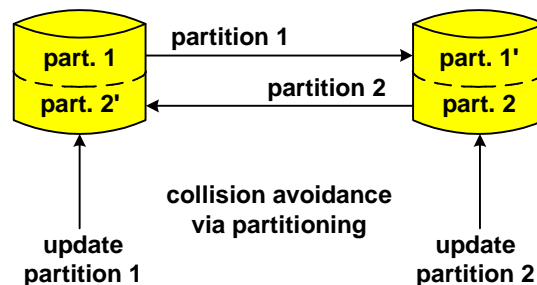 partition 1
part. 1
part. 1'
partition 2
part. 2'
part. 2
collision avoidance
via partitioning
update
partition 1
update
partition 2